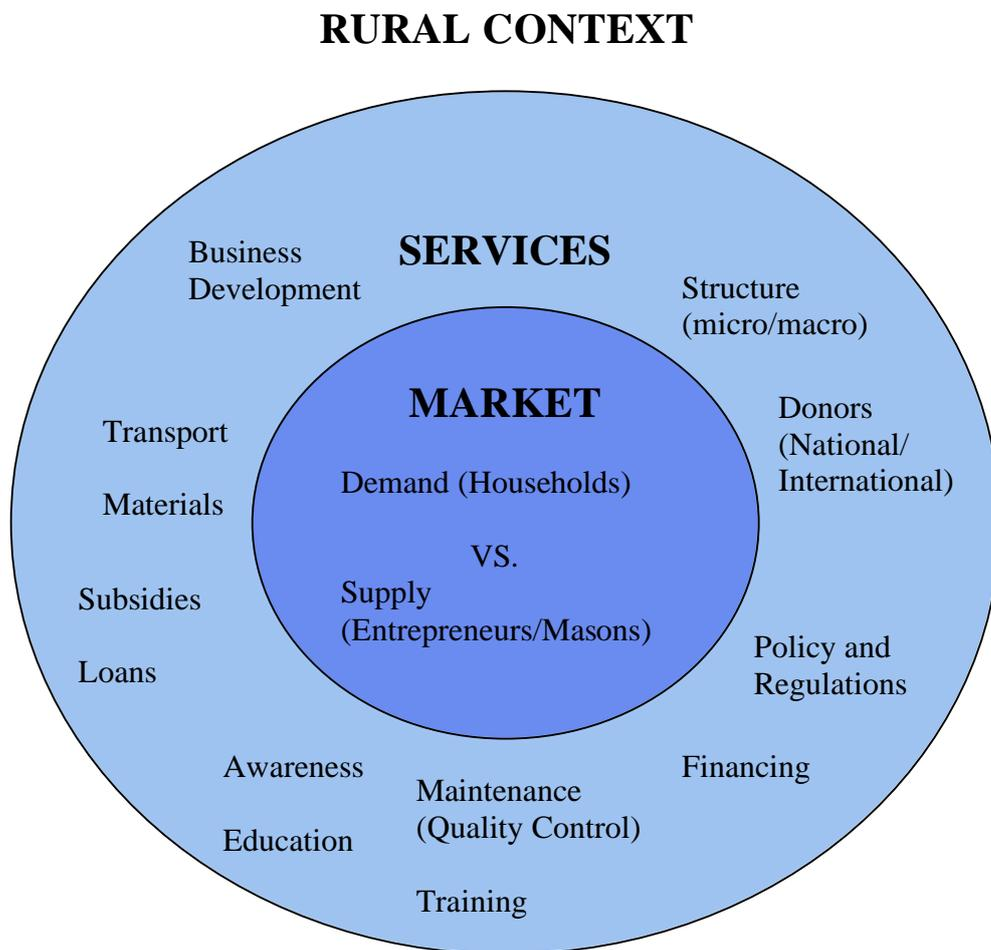 RURAL CONTEXT
SERVICES
Business
Development
Structure
(micro/macro)
MARKET
Donors
(National/
International)
Transport
Materials
Demand (Households)
VS.
Supply
(Entrepreneurs/Masons)
Subsidies
Loans
Policy and
Regulations
Awareness
Education
Maintenance
(Quality Control)
Training
Financing